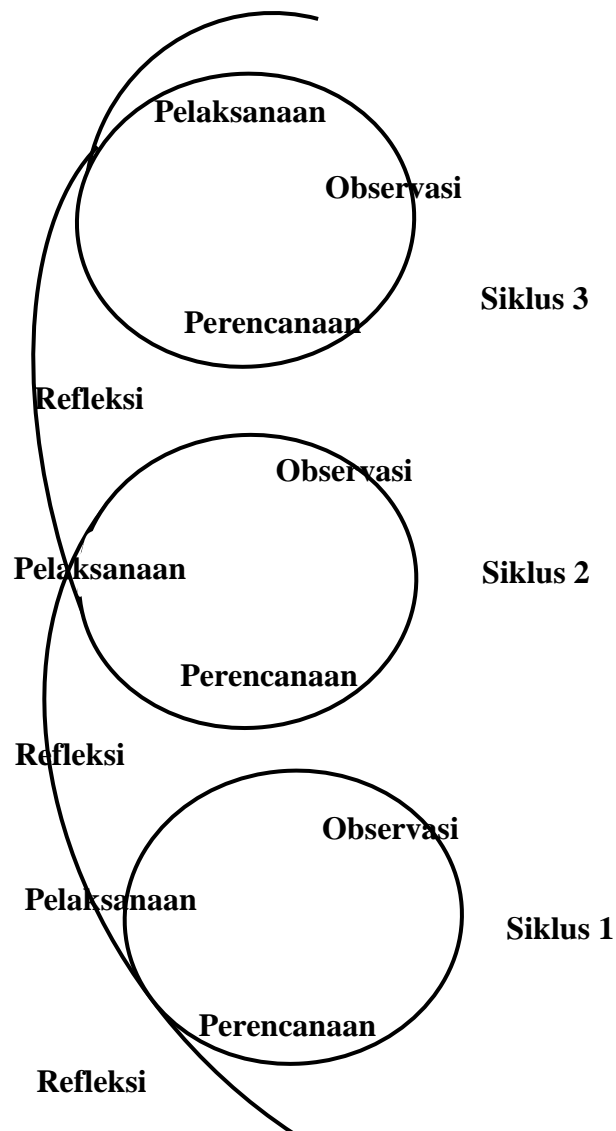 Pelaksanaan
Observasi
Siklus 3
Perencanaan
Refleksi
Observasi
Pelaksanaan
Siklus 2
Perencanaan
Refleksi
Observasi
Pelaksanaan
Siklus 1
Perencanaan
Refleksi